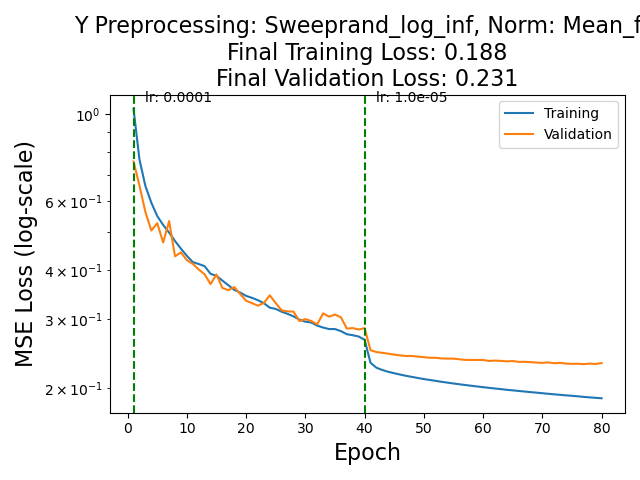 Y Preprocessing: Sweeprand_log_inf, Norm: Mean_f
Final Training Loss: 0.188
Final Validation Loss: 0.231
lr: 0.0001
lr: 1.0e-05
Training
Validation
MSE Loss (log-scale)
10⁰
6 × 10⁻¹
4 × 10⁻¹
3 × 10⁻¹
2 × 10⁻¹
0 10 20 30 40 50 60 70 80
Epoch